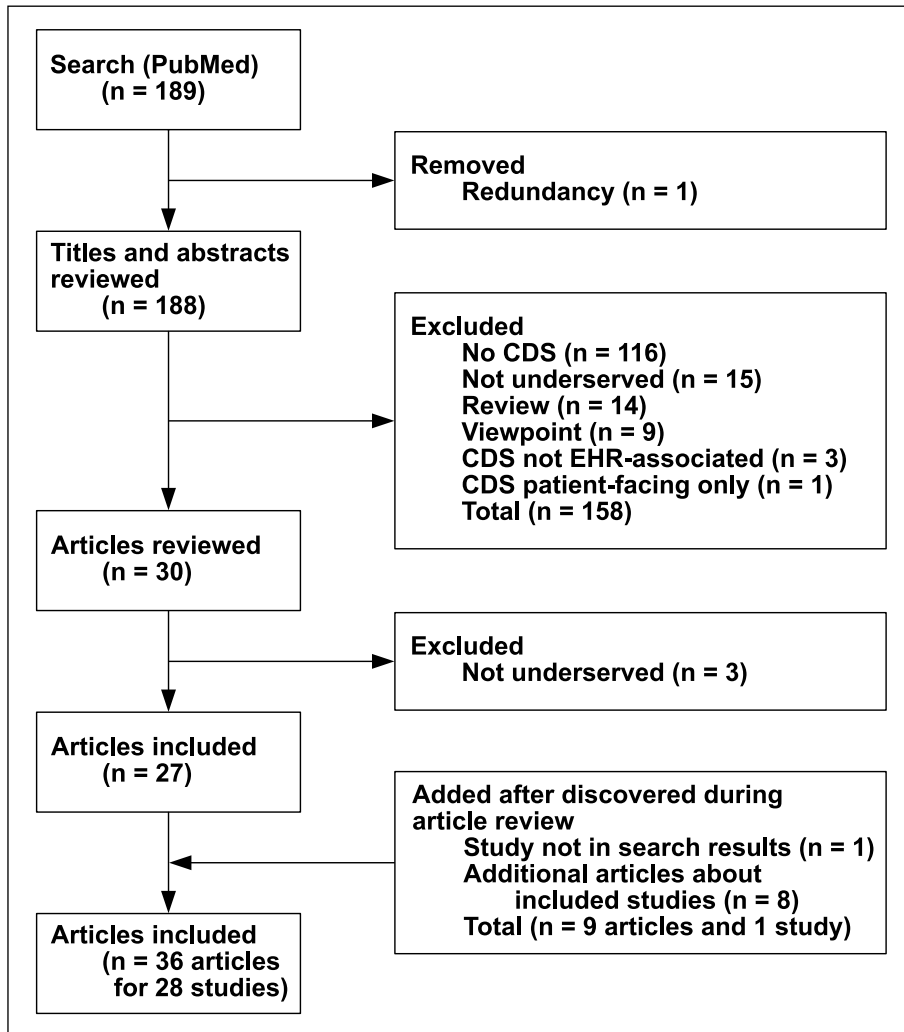 Search (PubMed)
(n = 189)
Removed
Redundancy (n = 1)
Titles and abstracts
reviewed
(n = 188)
Excluded
No CDS (n = 116)
Not underserved (n = 15)
Review (n = 14)
Viewpoint (n = 9)
CDS not EHR-associated (n = 3)
CDS patient-facing only (n = 1)
Total (n = 158)
Articles reviewed
(n = 30)
Excluded
Not underserved (n = 3)
Articles included
(n = 27)
Added after discovered during
article review
Study not in search results (n = 1)
Additional articles about
included studies (n = 8)
Total (n = 9 articles and 1 study)
Articles included
(n = 36 articles
for 28 studies)